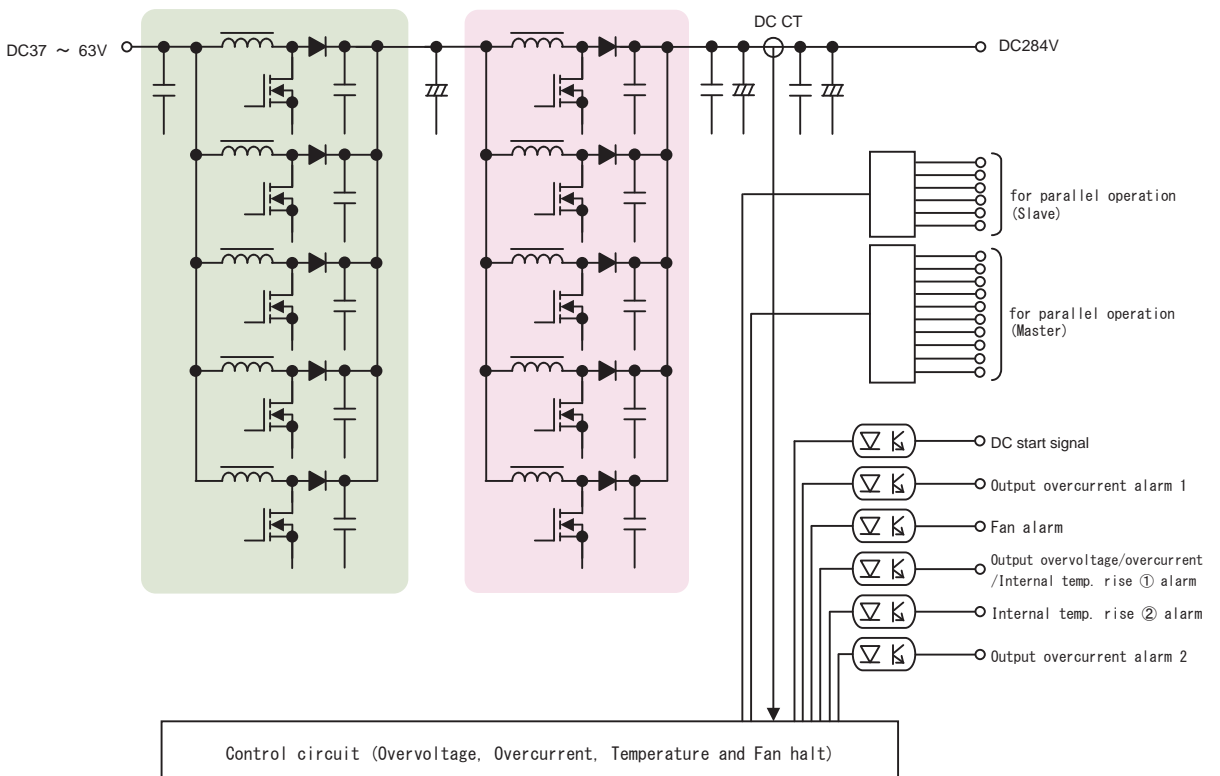 DC CT
DC37 ～ 63V
DC284V
for parallel operation
(Slave)
for parallel operation
(Master)
DC start signal
Output overcurrent alarm 1
Fan alarm
Output overvoltage/overcurrent
/Internal temp. rise ① alarm
Internal temp. rise ② alarm
Output overcurrent alarm 2
Control circuit (Overvoltage, Overcurrent, Temperature and Fan halt)